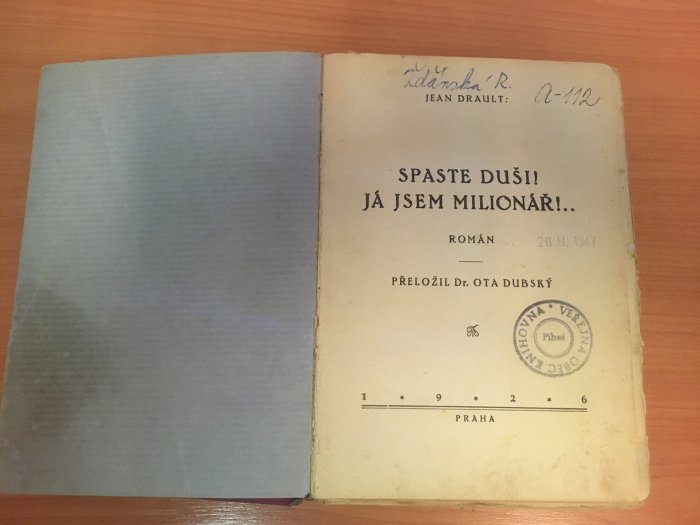 Žďánská R.
JEAN DRAULT:
A-112
SPASTE DUŠI!
JÁ JSEM MILIONÁŘ!..
ROMÁN
20.11.1947
PŘELOŽIL Dr. OTA DUBSKÝ
VEŘEJNÁ OBEC. KNIHOVNA *
Pihel
1 * 9 * 2 * 6
PRAHA